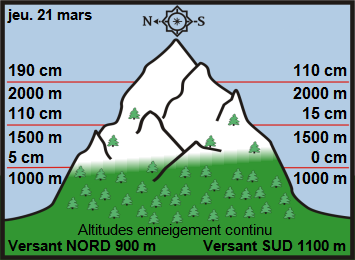 jeu. 21 mars
N S
190 cm 110 cm
2000 m 2000 m
110 cm 15 cm
1500 m 1500 m
5 cm 0 cm
1000 m 1000 m
Altitudes enneigement continu
Versant NORD 900 m Versant SUD 1100 m